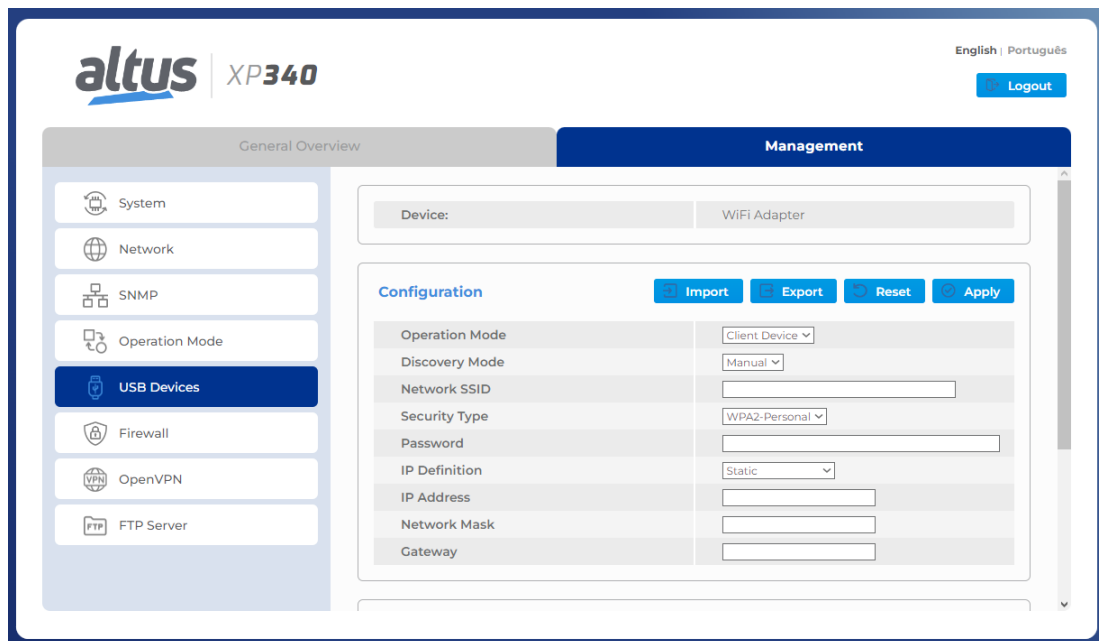 English | Português
altus | XP340
Logout
General Overview
Management
System
Network
SNMP
Operation Mode
USB Devices
Firewall
VPN OpenVPN
FTP FTP Server
Device: WiFi Adapter
Configuration Import Export Reset Apply
Operation Mode Client Device
Discovery Mode Manual
Network SSID
Security Type WPA2-Personal
Password
IP Definition Static
IP Address
Network Mask
Gateway